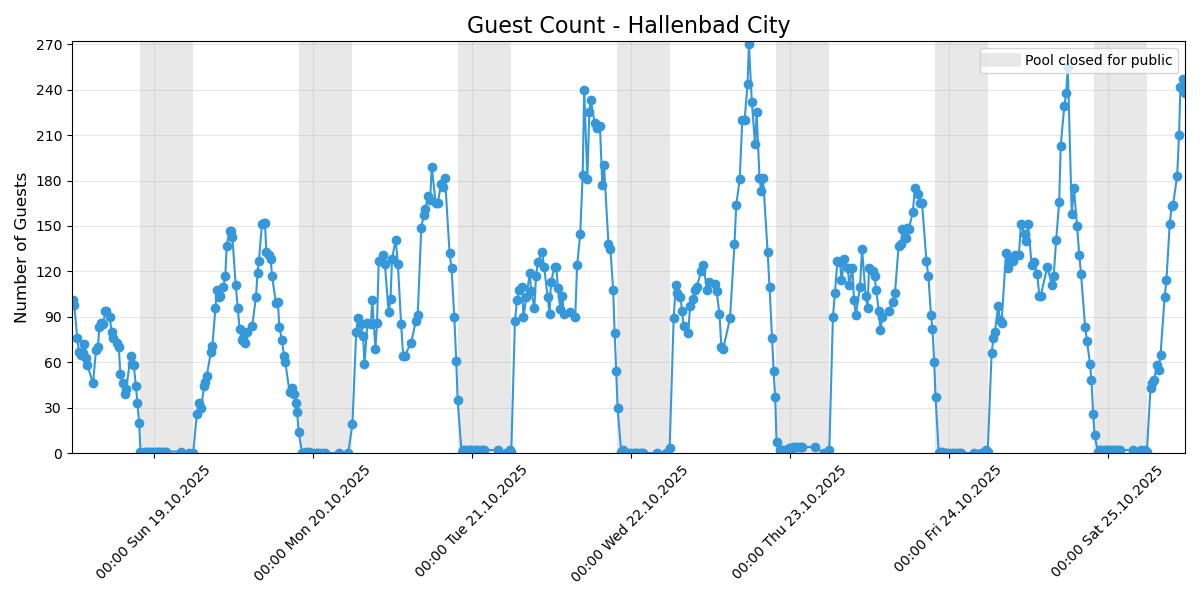 Guest Count - Hallenbad City
Pool closed for public
Number of Guests
270
240
210
180
150
120
90
60
30
0
00:00 Sun 19.10.2025
00:00 Mon 20.10.2025
00:00 Tue 21.10.2025
00:00 Wed 22.10.2025
00:00 Thu 23.10.2025
00:00 Fri 24.10.2025
00:00 Sat 25.10.2025